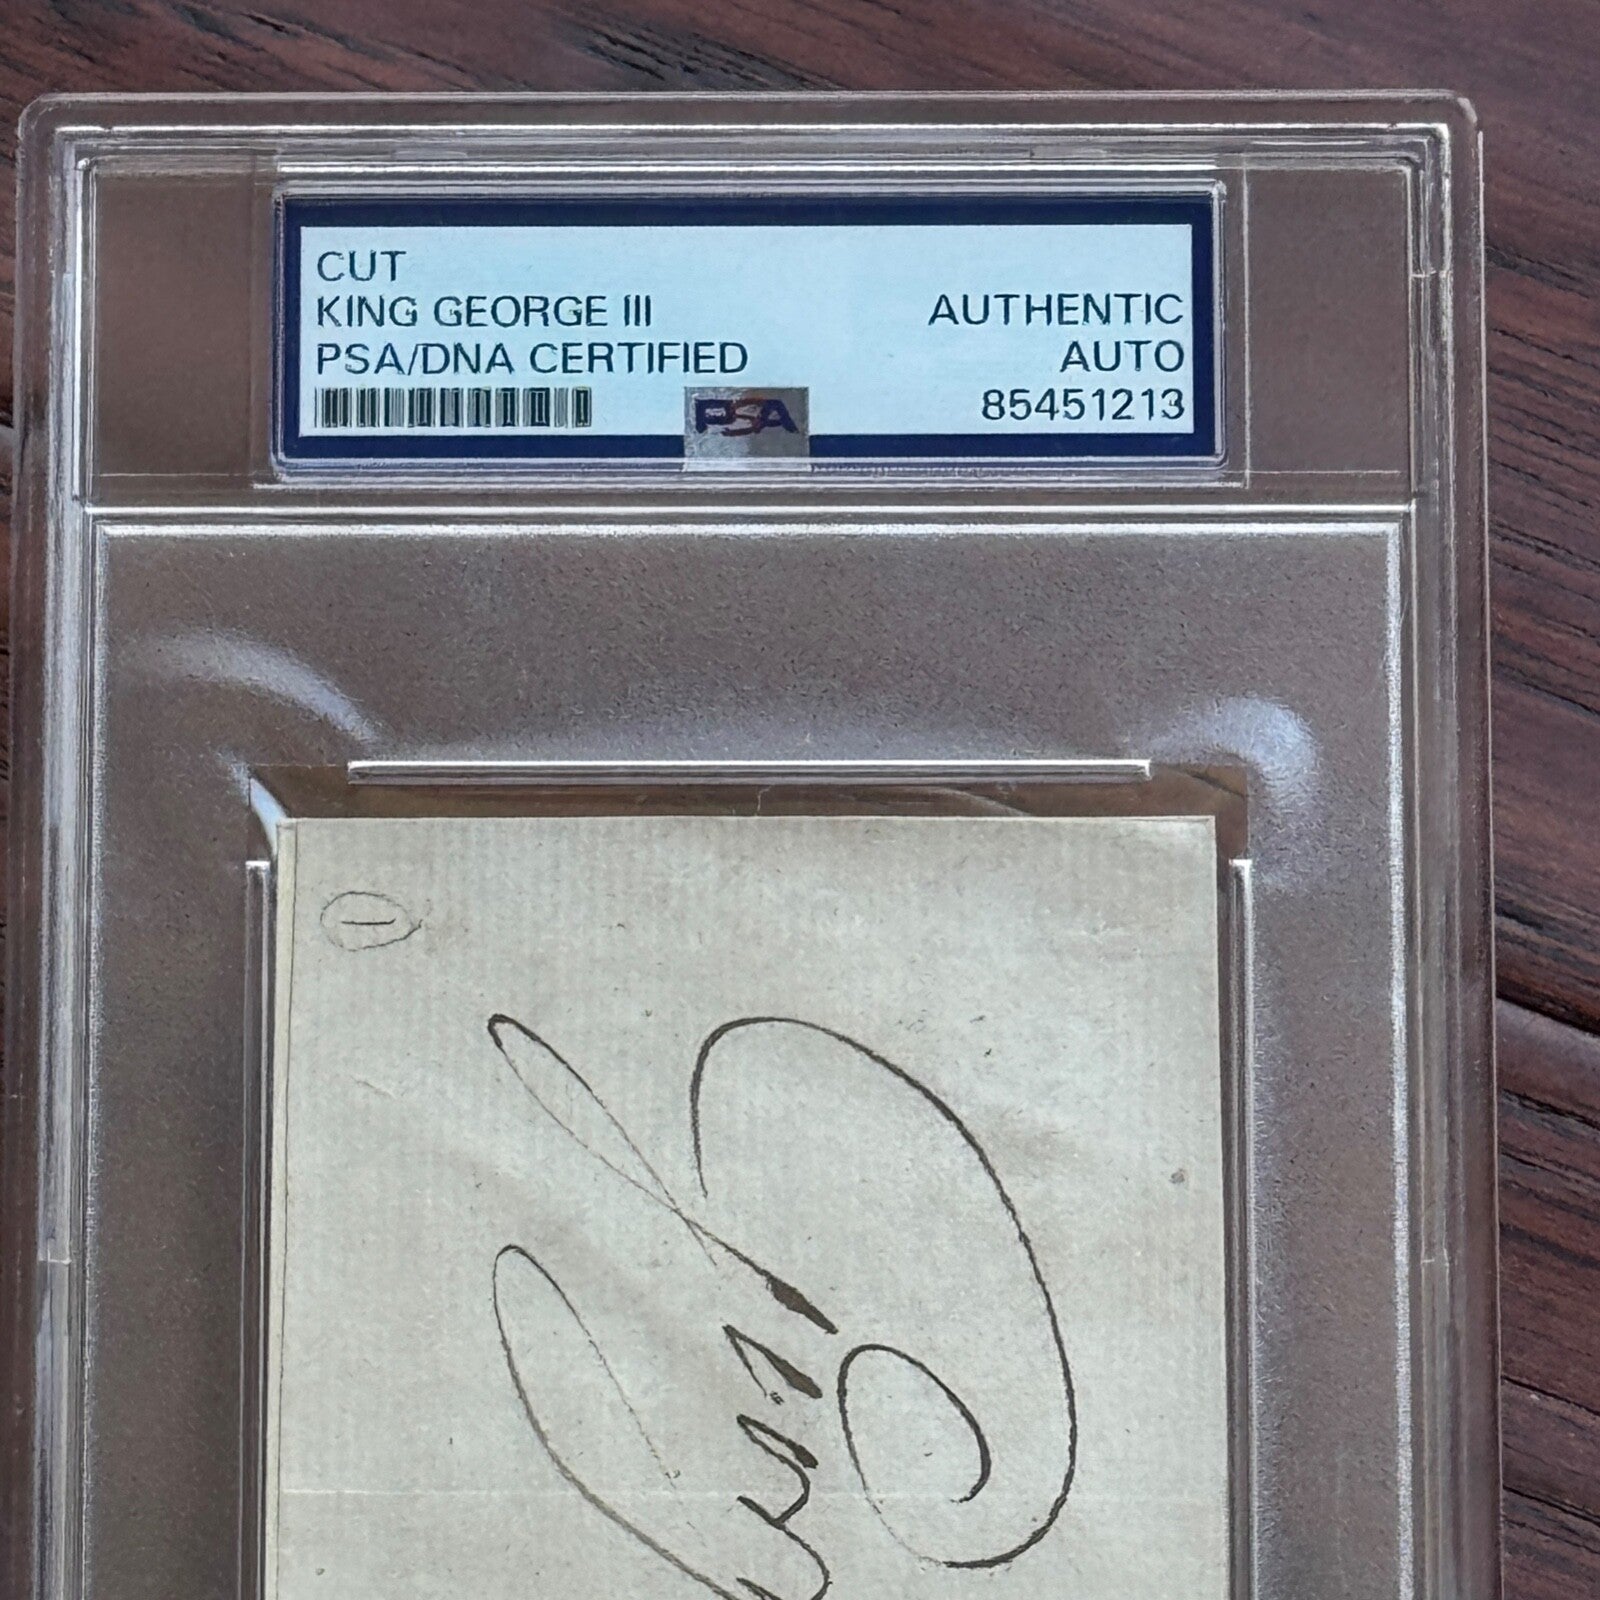 CUT
KING GEORGE III AUTHENTIC
PSA/DNA CERTIFIED AUTO
PSA 85451213